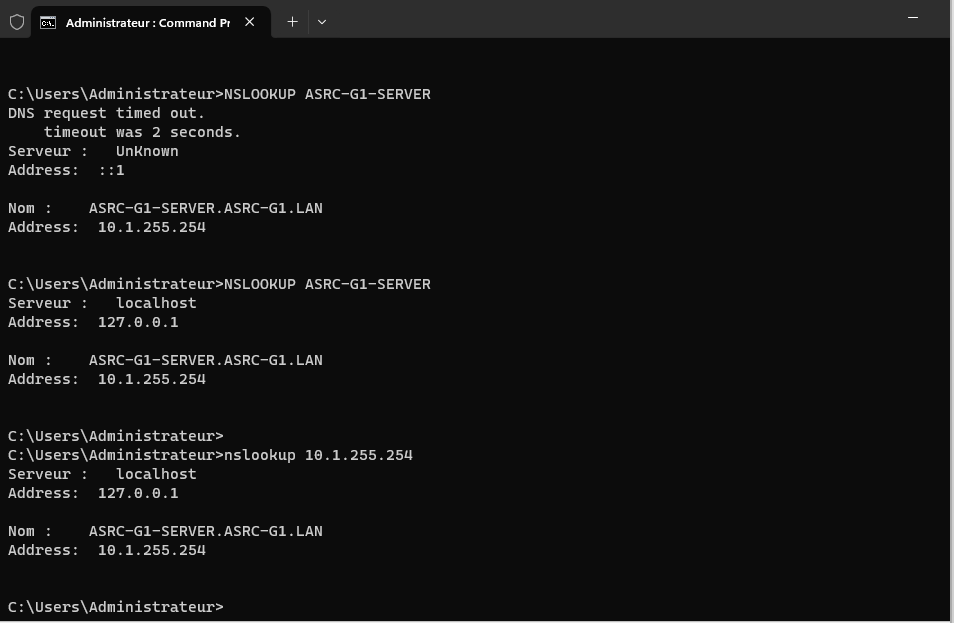 Administrateur : Command Pr
C:\Users\Administrateur>NSLOOKUP ASRC-G1-SERVER
DNS request timed out.
    timeout was 2 seconds.
Serveur :   UnKnown
Address:  ::1

Nom :    ASRC-G1-SERVER.ASRC-G1.LAN
Address:  10.1.255.254

C:\Users\Administrateur>NSLOOKUP ASRC-G1-SERVER
Serveur :   localhost
Address:  127.0.0.1

Nom :    ASRC-G1-SERVER.ASRC-G1.LAN
Address:  10.1.255.254

C:\Users\Administrateur>
C:\Users\Administrateur>nslookup 10.1.255.254
Serveur :   localhost
Address:  127.0.0.1

Nom :    ASRC-G1-SERVER.ASRC-G1.LAN
Address:  10.1.255.254

C:\Users\Administrateur>